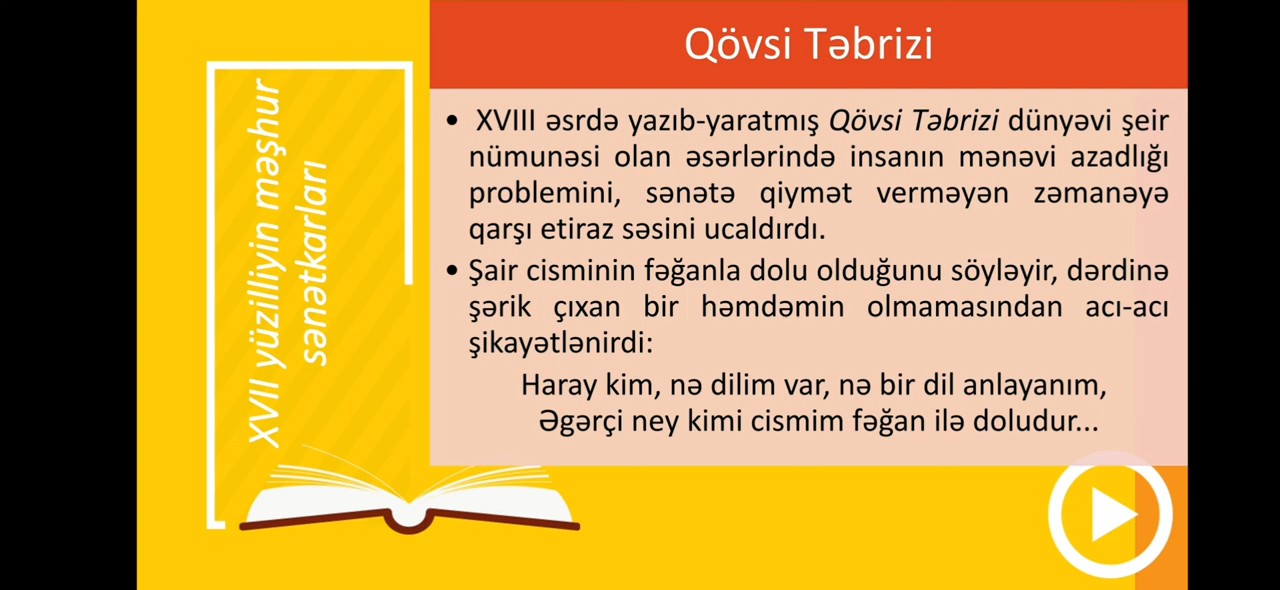 XVII yüzilliyin məşhur
sənətkarları
Qövsi Təbrizi
• XVIII əsrdə yazıb-yaratmış Qövsi Təbrizi dünyəvi şeir
nümunəsi olan əsərlərində insanın mənəvi azadlığı
problemini, sənətə qiymət verməyən zəmanəyə
qarşı etiraz səsini ucaldırdı.
• Şair cisminin fəğanla dolu olduğunu söyləyir, dərdinə
şərik çıxan bir həmdəmin olmamasından acı-acı
şikayətlənirdi:
Haray kim, nə dilim var, nə bir dil anlayanım,
Əgərçi ney kimi cismim fəğan ilə doludur...